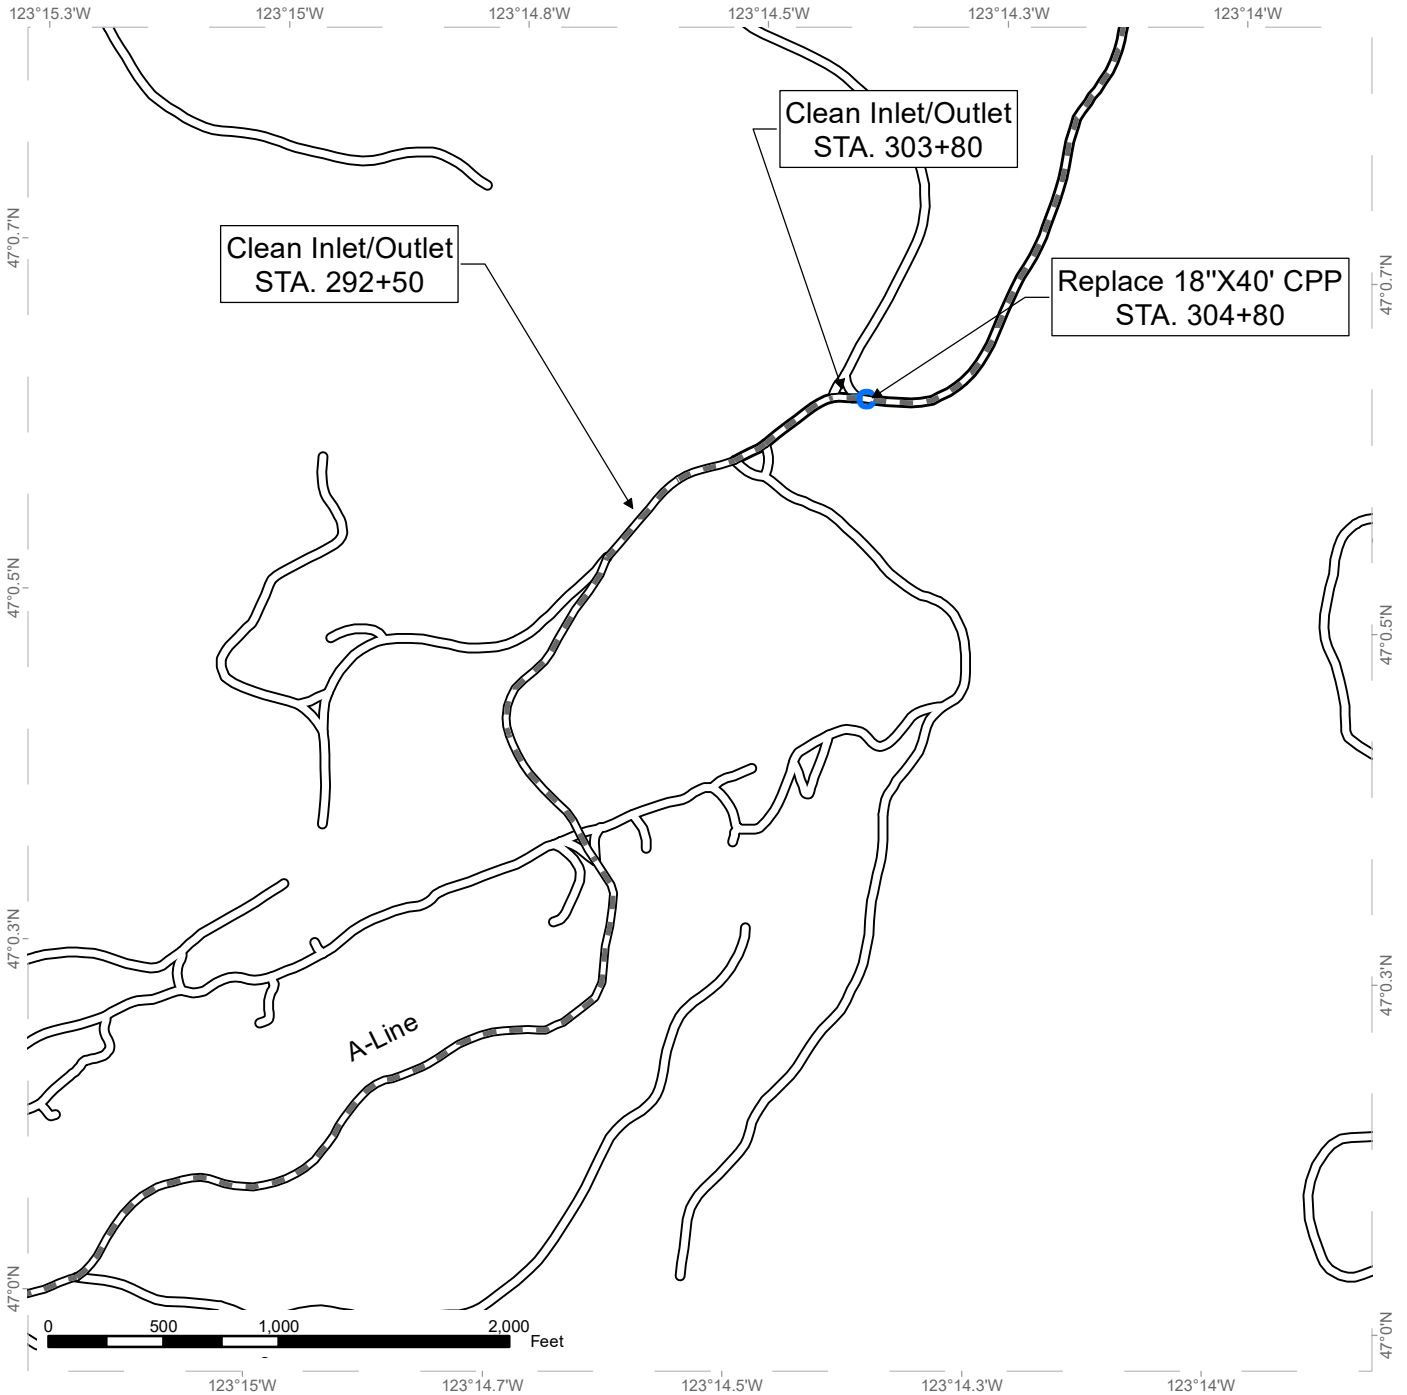 123°15.3'W 123°15'W 123°14.8'W 123°14.5'W 123°14.3'W 123°14'W
Clean Inlet/Outlet
STA. 303+80
47°0.7'N
Clean Inlet/Outlet
STA. 292+50
Replace 18"X40' CPP
STA. 304+80
47°0.7'N
47°0.5'N
47°0.5'N
47°0.3'N
47°0.3'N
A-Line
47°0'N
47°0'N
0 500 1,000 2,000
Feet
123°15'W 123°14.7'W 123°14.5'W 123°14.3'W 123°14'W